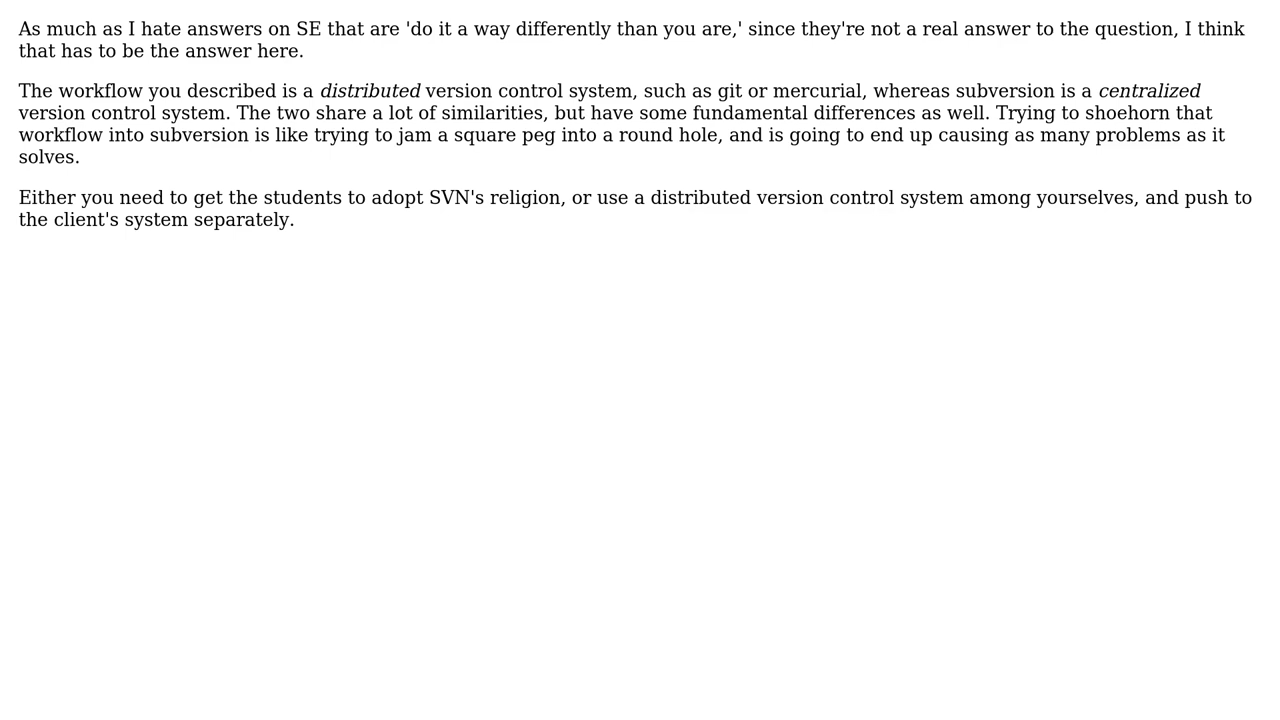 As much as I hate answers on SE that are 'do it a way differently than you are,' since they're not a real answer to the question, I think
that has to be the answer here.
The workflow you described is a distributed version control system, such as git or mercurial, whereas subversion is a centralized
version control system. The two share a lot of similarities, but have some fundamental differences as well. Trying to shoehorn that
workflow into subversion is like trying to jam a square peg into a round hole, and is going to end up causing as many problems as it
solves.
Either you need to get the students to adopt SVN's religion, or use a distributed version control system among yourselves, and push to
the client's system separately.